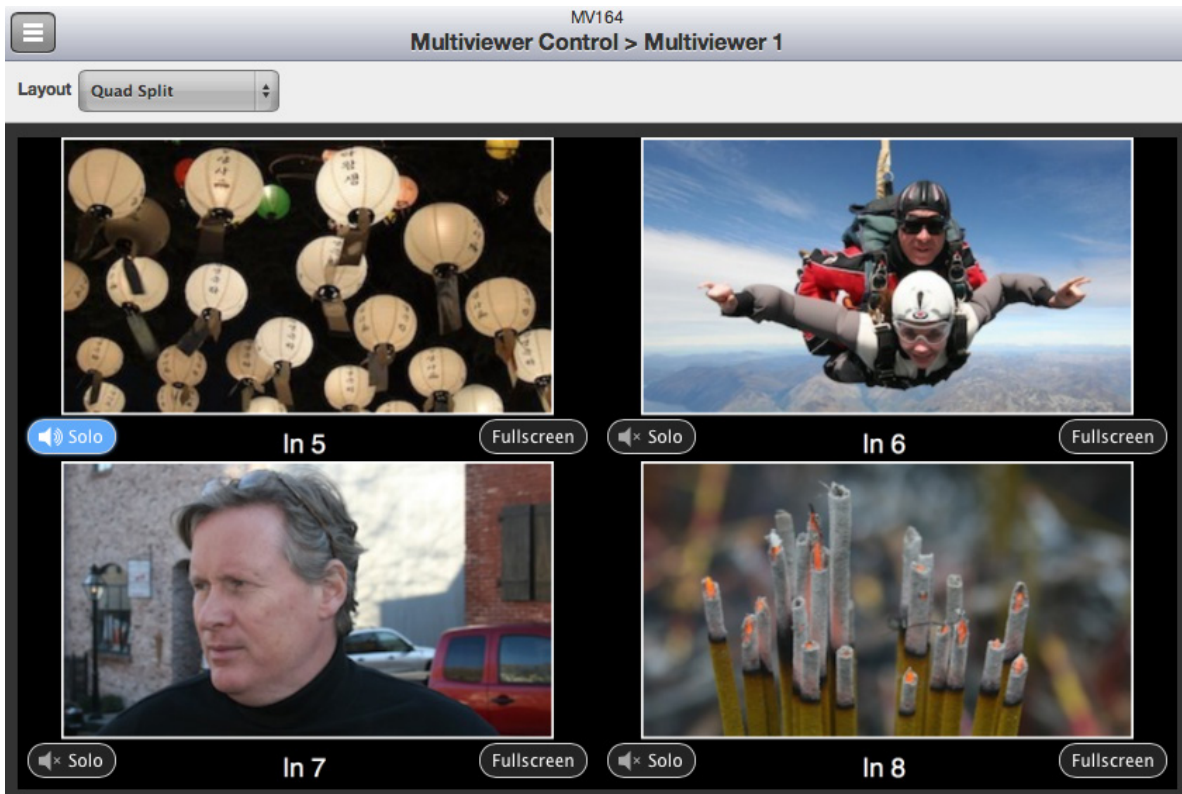 MV164
Multiviewer Control > Multiviewer 1
Layout Quad Split
Solo In 5 Fullscreen
Solo In 6 Fullscreen
Solo In 7 Fullscreen
Solo In 8 Fullscreen